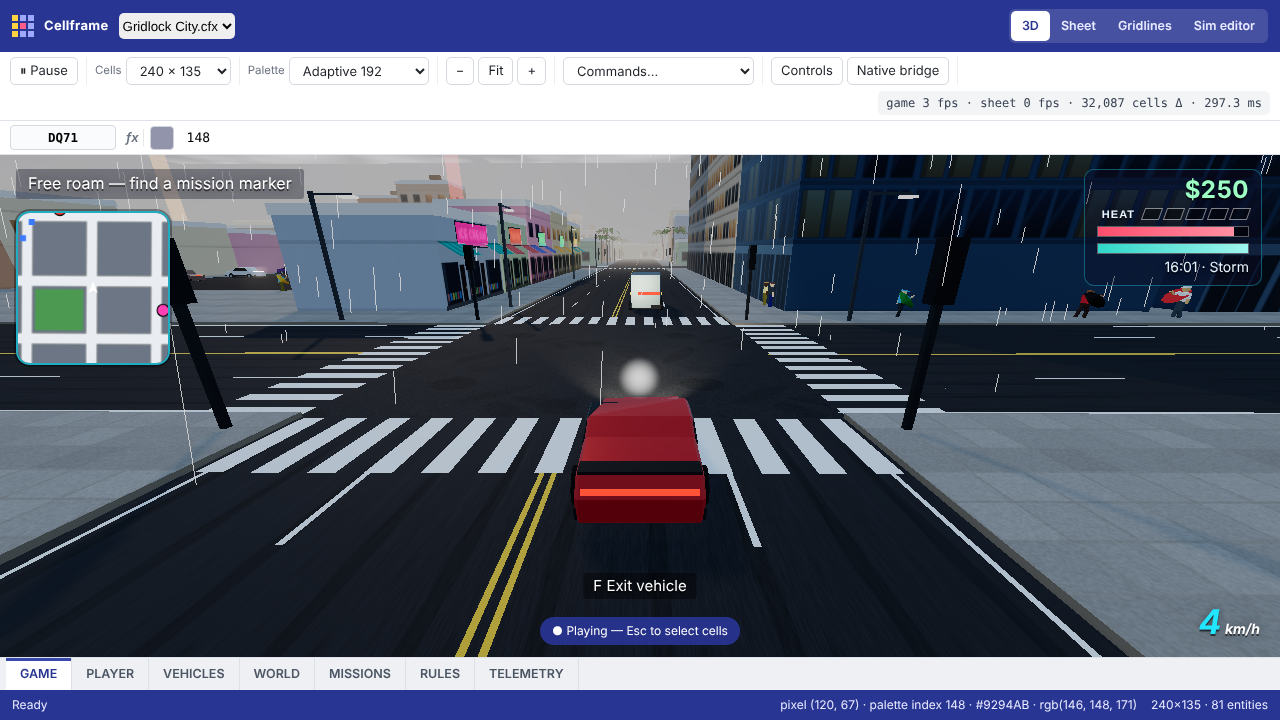 Cellframe
Gridlock City.cfx
3D
Sheet
Gridlines
Sim editor
Pause
Cells
240 × 135
Palette
Adaptive 192
−
Fit
+
Commands...
Controls
Native bridge
game 3 fps · sheet 0 fps · 32,087 cells Δ · 297.3 ms
DQ71
fx
148
Free roam — find a mission marker
$250
HEAT
16:01 · Storm
ICE CREAM
F Exit vehicle
Playing — Esc to select cells
4 km/h
GAME
PLAYER
VEHICLES
WORLD
MISSIONS
RULES
TELEMETRY
Ready
pixel (120, 67) · palette index 148 · #9294AB · rgb(146, 148, 171)
240×135 · 81 entities